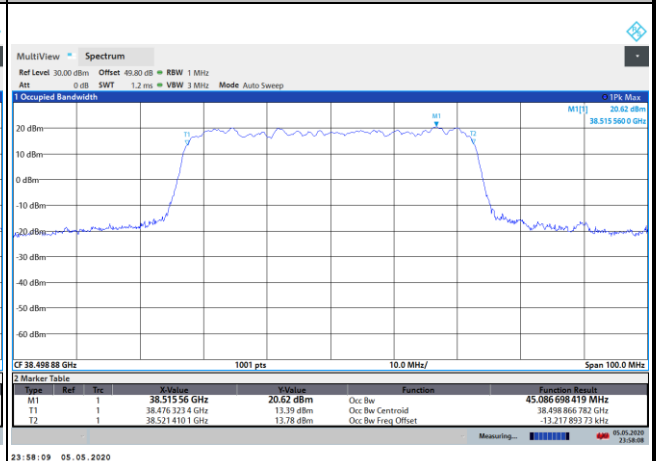 MultiView Spectrum
Ref Level 30.00 dBm Offset 49.80 dB RBW 1 MHz
Att 0 dB SWT 1.2 ms VBW 3 MHz Mode Auto Sweep
1 Occupied Bandwidth 1Pk Max
M1[1] 20.62 dBm
38.515 560 0 GHz
M1
20 dBm
T1 T2
10 dBm
0 dBm
-10 dBm
-20 dBm
-30 dBm
-40 dBm
-50 dBm
-60 dBm
CF 38.498 88 GHz 1001 pts 10.0 MHz/ Span 100.0 MHz
2 Marker Table
Type Ref Trc X-Value Y-Value Function Function Result
M1 1 38.515 56 GHz 20.62 dBm Occ Bw 45.086 698 419 MHz
T1 1 38.476 323 4 GHz 13.39 dBm Occ Bw Centroid 38.498 866 782 GHz
T2 1 38.521 410 1 GHz 13.78 dBm Occ Bw Freq Offset -13.217 893 73 kHz
Measuring... 05.05.2020
23:58:08
23:58:09 05.05.2020